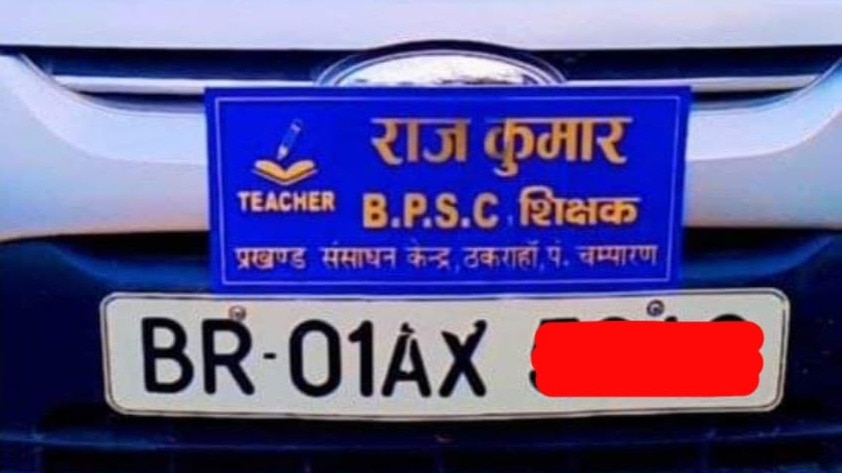 राज कुमार
TEACHER B.P.S.C शिक्षक
प्रखण्ड संसाधन केन्द्र, ठकराहाँ, पं. चम्पारण
BR-01AX